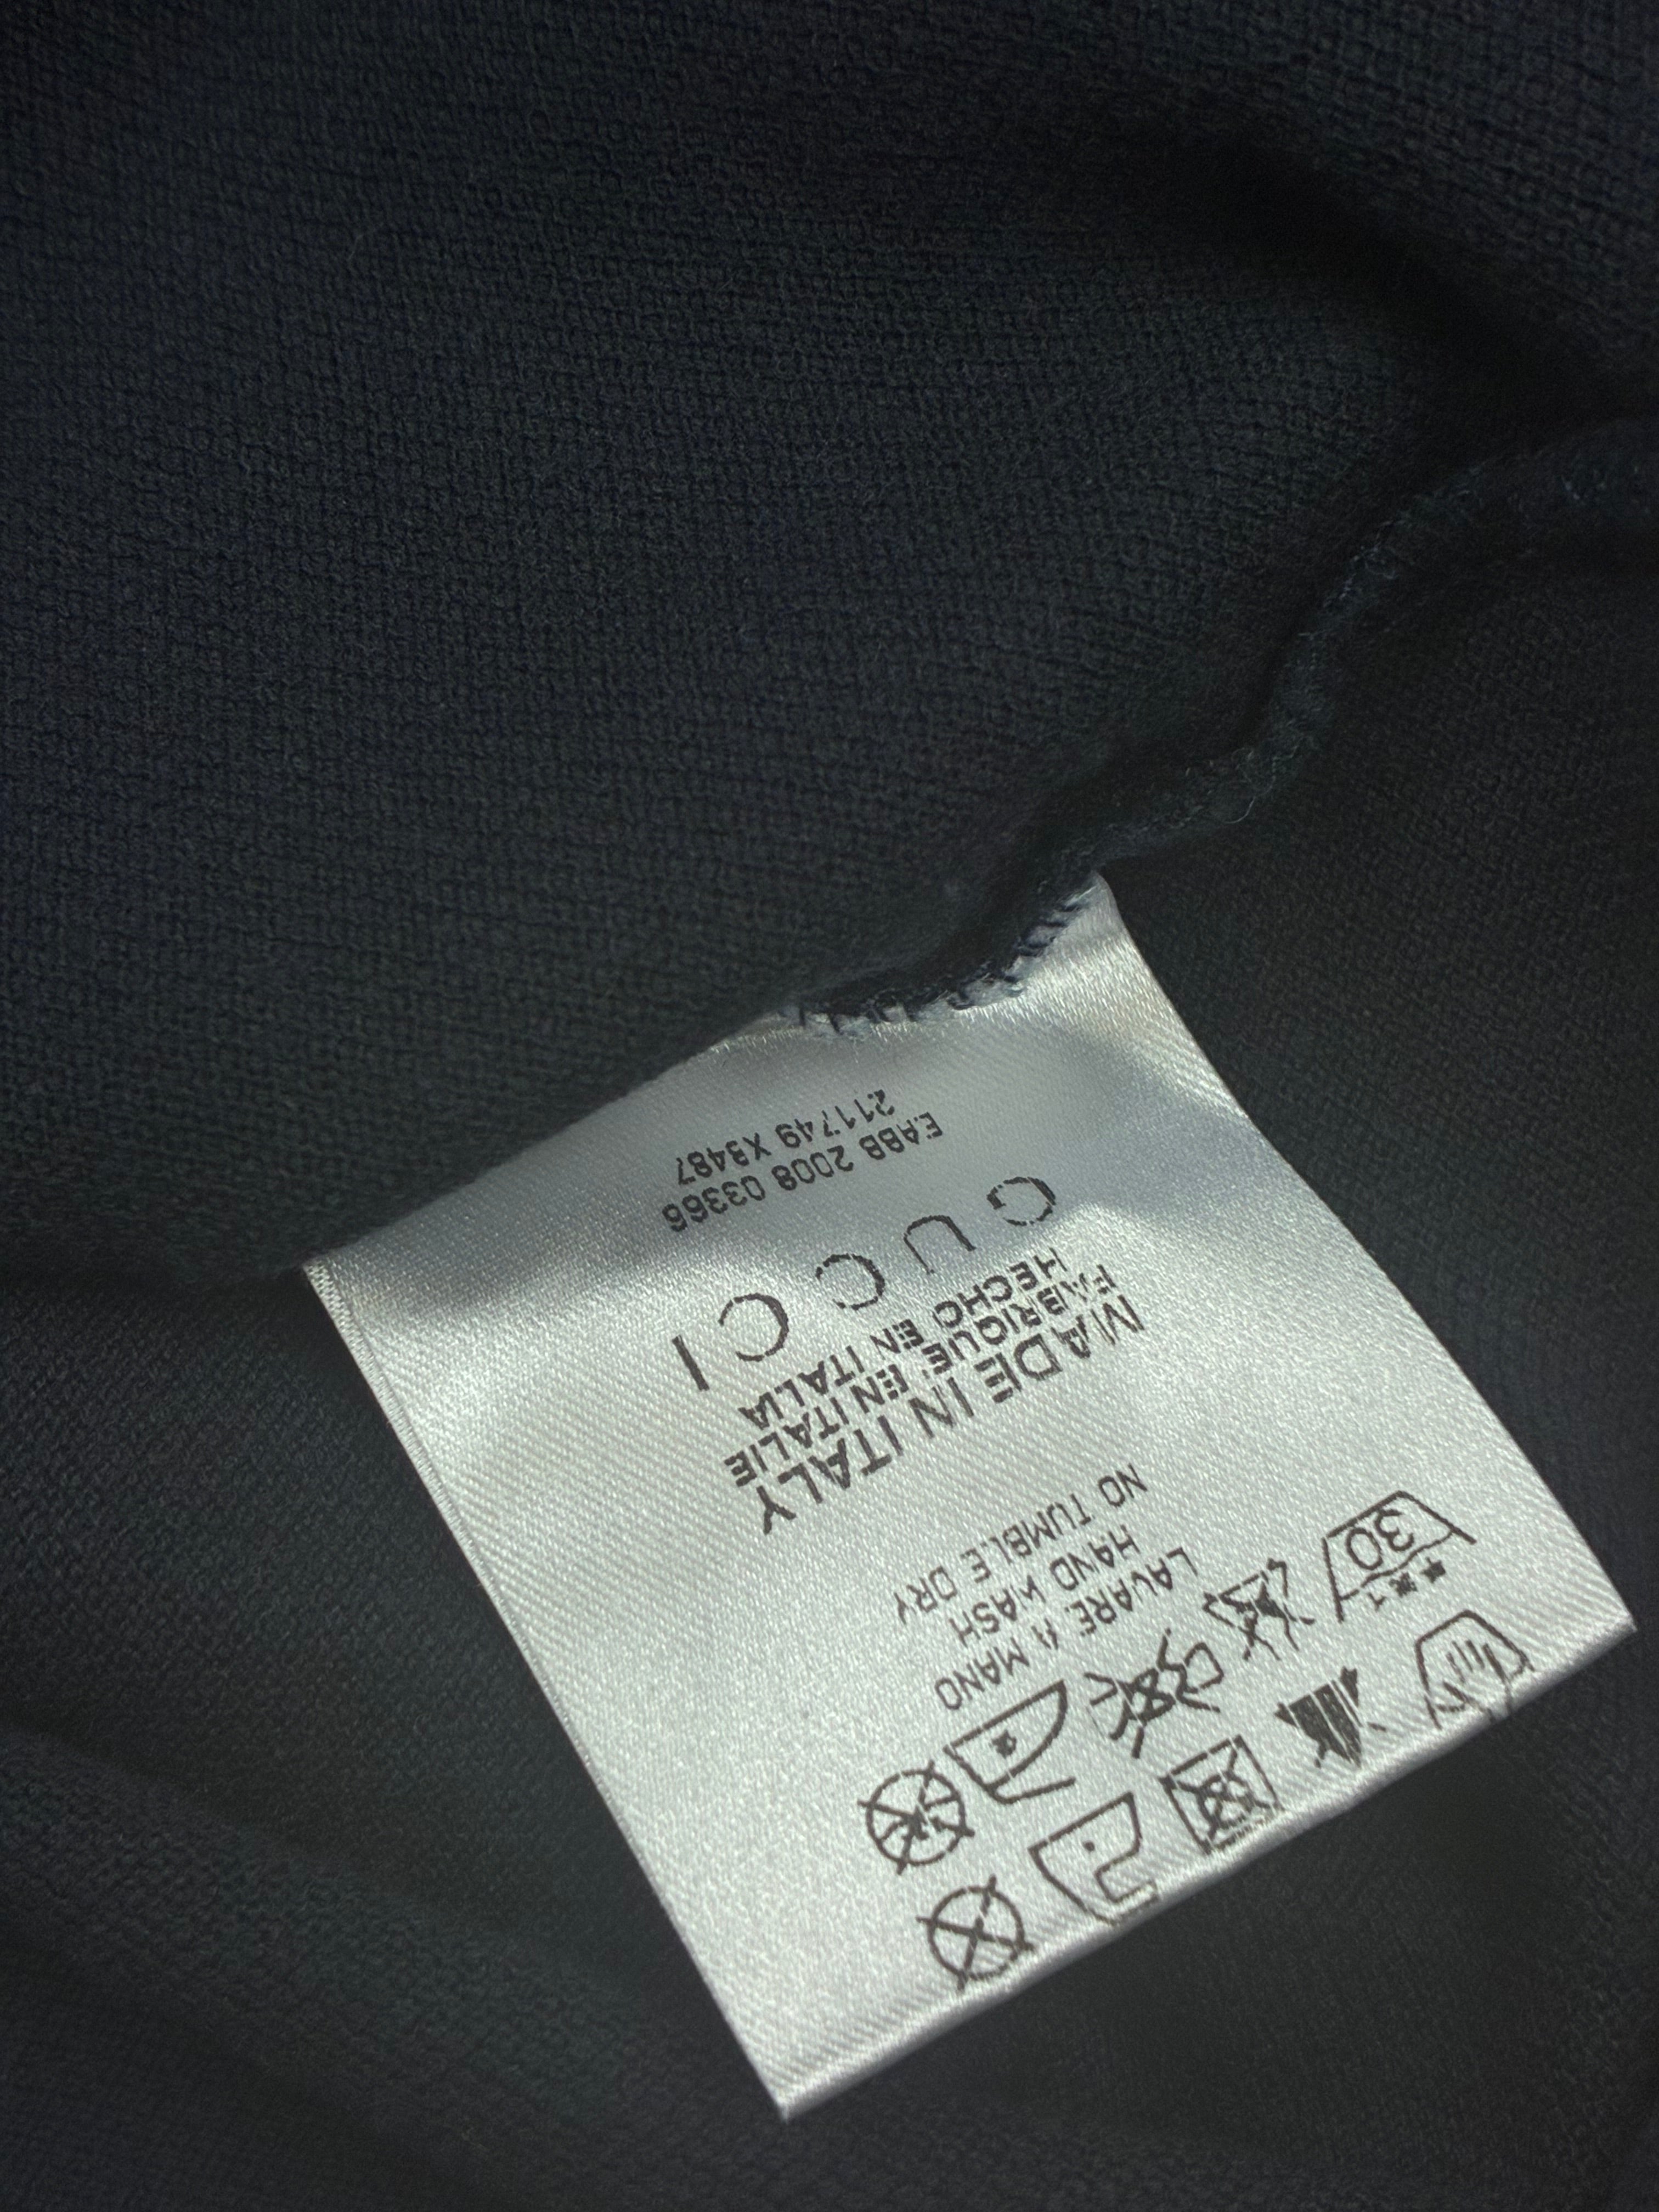 30
LAVARE A MANO
HAND WASH
NO TUMBLE DRY
MADE IN ITALY
FABRIQUE' EN ITALIE
HECHO EN ITALIA
GUCCI
EABB 2008 03366
211749 X3487